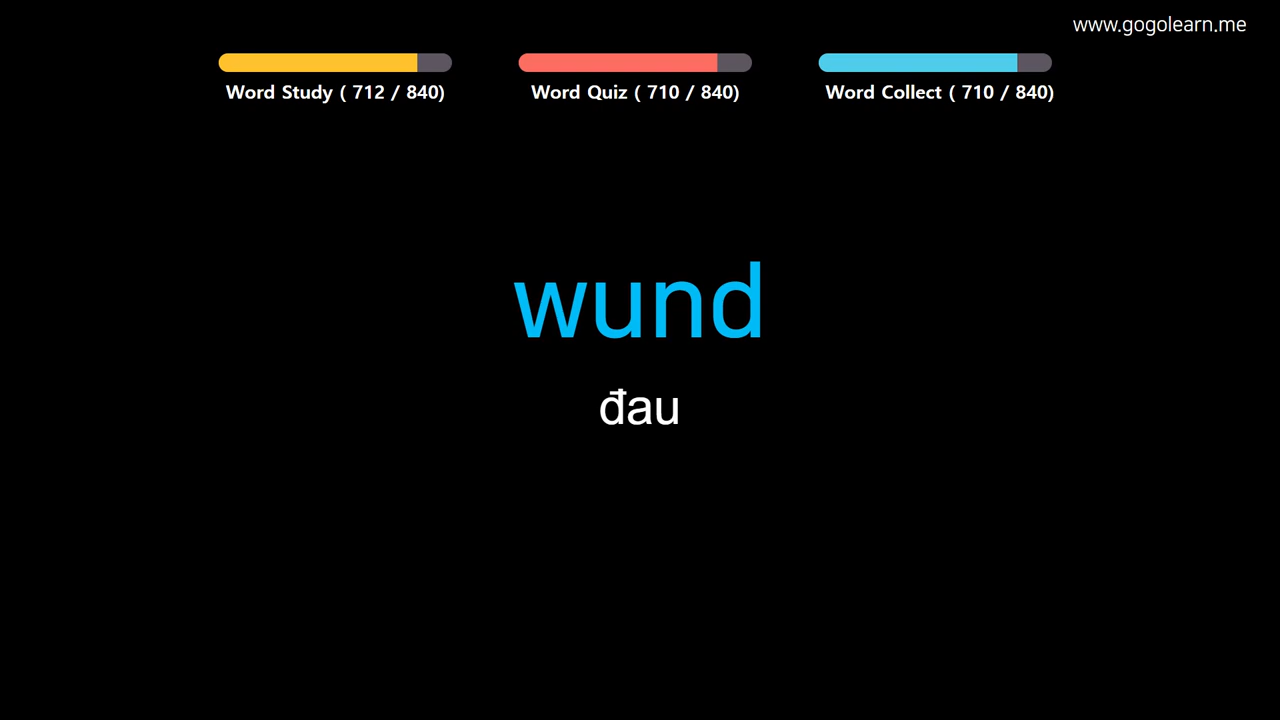 www.gogolearn.me
Word Study ( 712 / 840)
Word Quiz ( 710 / 840)
Word Collect ( 710 / 840)
wund
đau